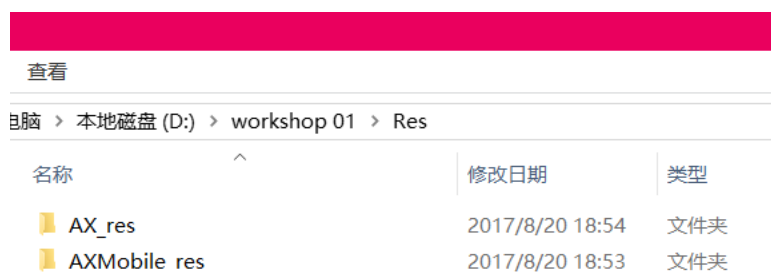 查看
电脑 > 本地磁盘 (D:) > workshop 01 > Res
名称 修改日期 类型
AX_res 2017/8/20 18:54 文件夹
AXMobile_res 2017/8/20 18:53 文件夹